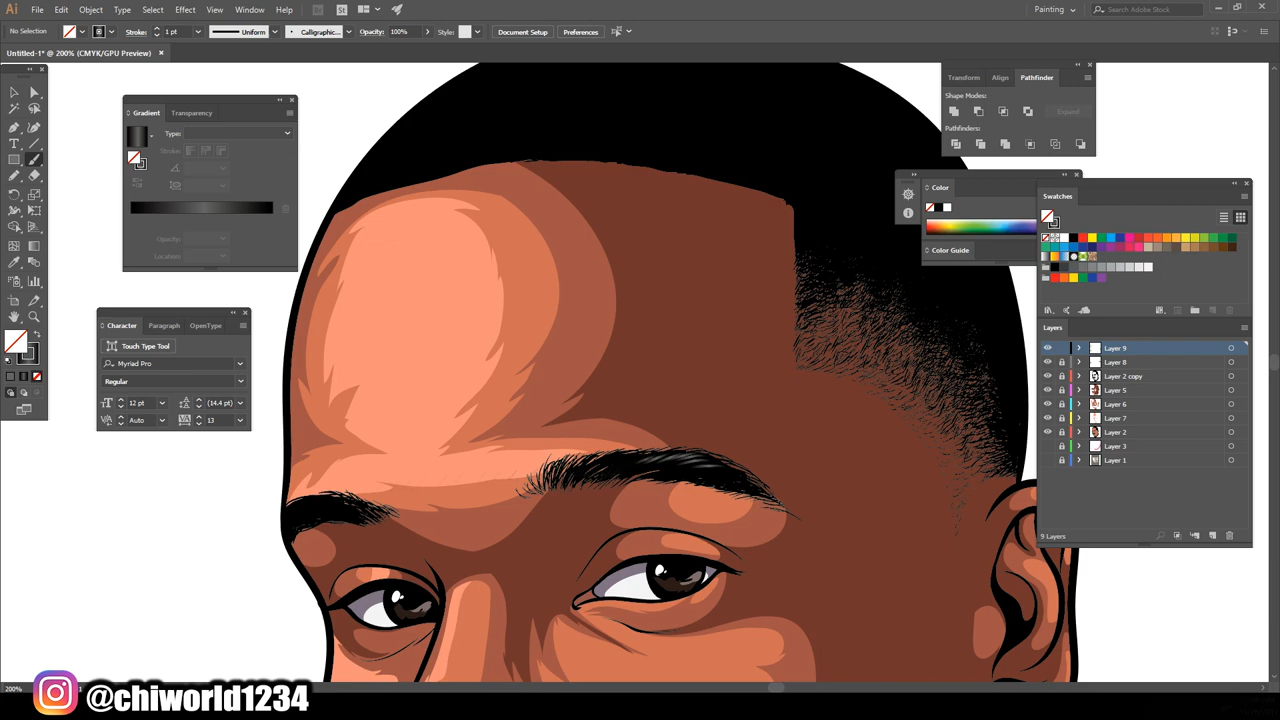 Ai File Edit Object Type Select Effect View Window Help Br St Painting Search Adobe Stock
No Selection Stroke: 1 pt Uniform Calligraphic... Opacity: 100% Style: Document Setup Preferences
Untitled-1* @ 200% (CMYK/GPU Preview)
Gradient Transparency
Type:
Stroke:
Opacity:
Location:
Character Paragraph OpenType
Touch Type Tool
Myriad Pro
Regular
12 pt (14.4 pt)
Auto 13
Transform Align Pathfinder
Shape Modes:
Expand
Pathfinders:
Color
Color Guide
Swatches
Layers
Layer 9
Layer 8
Layer 2 copy
Layer 5
Layer 6
Layer 7
Layer 2
Layer 3
Layer 1
9 Layers
200%
@chiworld1234